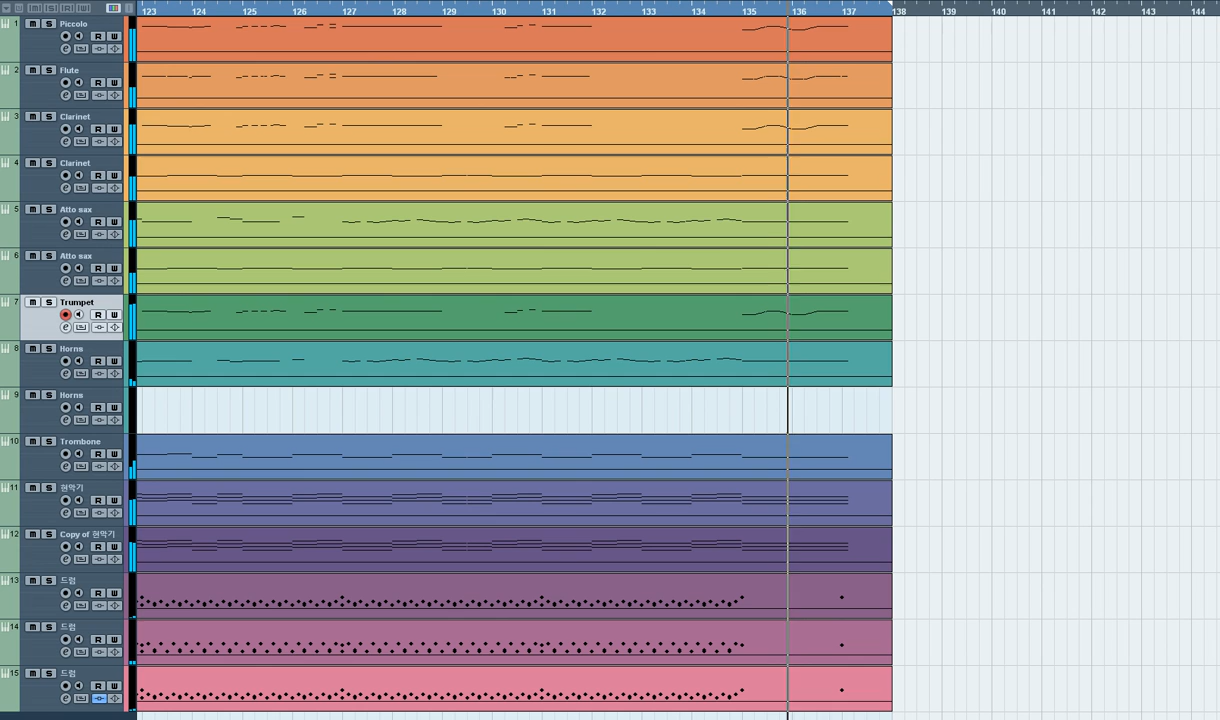 123 124 125 126 127 128 129 130 131 132 133 134 135 136 137 138 139 140 141 142 143 144
1 M S Piccolo
R W
e
2 M S Flute
R W
e
3 M S Clarinet
R W
e
4 M S Clarinet
R W
e
5 M S Atto sax
R W
e
6 M S Atto sax
R W
e
7 M S Trumpet
R W
e
8 M S Horns
R W
e
9 M S Horns
R W
e
10 M S Trombone
R W
e
11 M S 현악기
R W
e
12 M S Copy of 현악기
R W
e
13 M S 드럼
R W
e
14 M S 드럼
R W
e
15 M S 드럼
R W
e